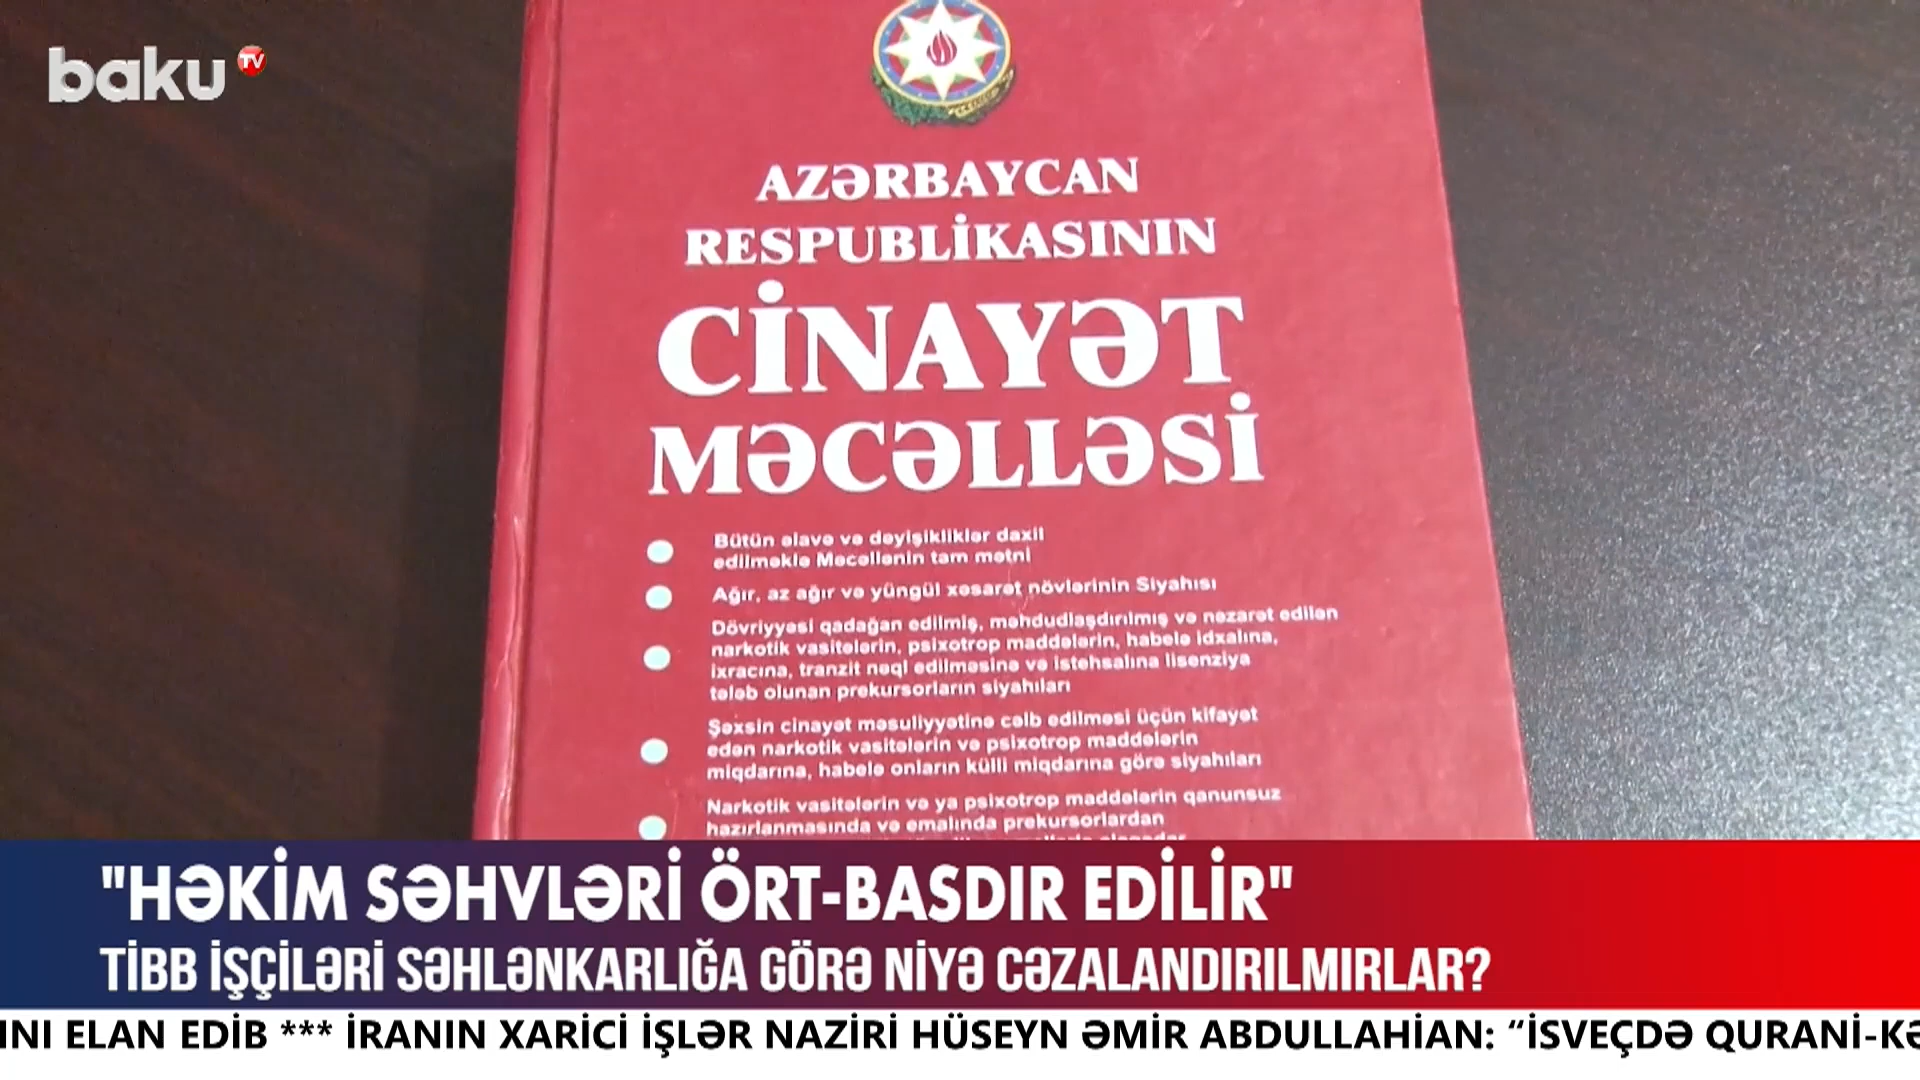 baku TV
AZƏRBAYCAN
RESPUBLİKASININ
CİNAYƏT
MƏCƏLLƏSİ
Bütün əlavə və dəyişikliklər daxil
edilməklə Məcəllənin tam mətni
Ağır, az ağır və yüngül xəsarət növlərinin Siyahısı
Dövriyyəsi qadağan edilmiş, məhdudlaşdırılmış və nəzarət edilən
narkotik vasitələrin, psixotrop maddələrin, habelə idxalına,
ixracına, tranzit nəql edilməsinə və istehsalına lisenziya
tələb olunan prekursorların siyahıları
Şəxsin cinayət məsuliyyətinə cəlb edilməsi üçün kifayət
edən narkotik vasitələrin və psixotrop maddələrin
miqdarına, habelə onların külli miqdarına görə siyahıları
Narkotik vasitələrin və ya psixotrop maddələrin qanunsuz
hazırlanmasında və emalında prekursorlardan
"HƏKİM SƏHVLƏRİ ÖRT-BASDIR EDİLİR"
TİBB İŞÇİLƏRİ SƏHLƏNKARLIĞA GÖRƏ NİYƏ CƏZALANDIRILMIRLAR?
INI ELAN EDİB *** İRANIN XARİCİ İŞLƏR NAZİRİ HÜSEYN ƏMİR ABDULLAHİAN: “İSVEÇDƏ QURANİ-KƏ